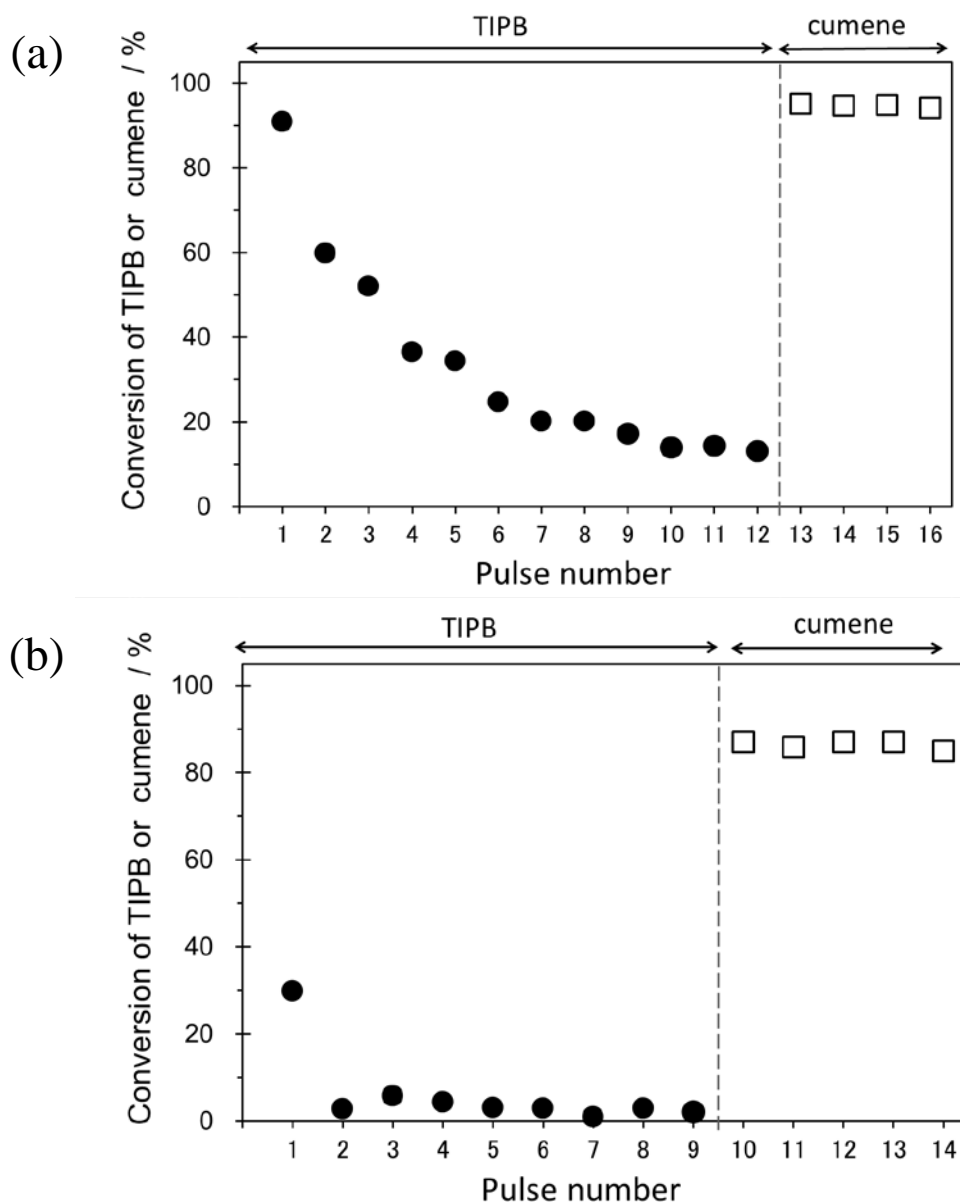 (a)
TIPB
cumene
Conversion of TIPB or cumene / %
100
80
60
40
20
0
1 2 3 4 5 6 7 8 9 10 11 12 13 14 15 16
Pulse number
(b)
TIPB
cumene
Conversion of TIPB or cumene / %
100
80
60
40
20
0
1 2 3 4 5 6 7 8 9 10 11 12 13 14
Pulse number